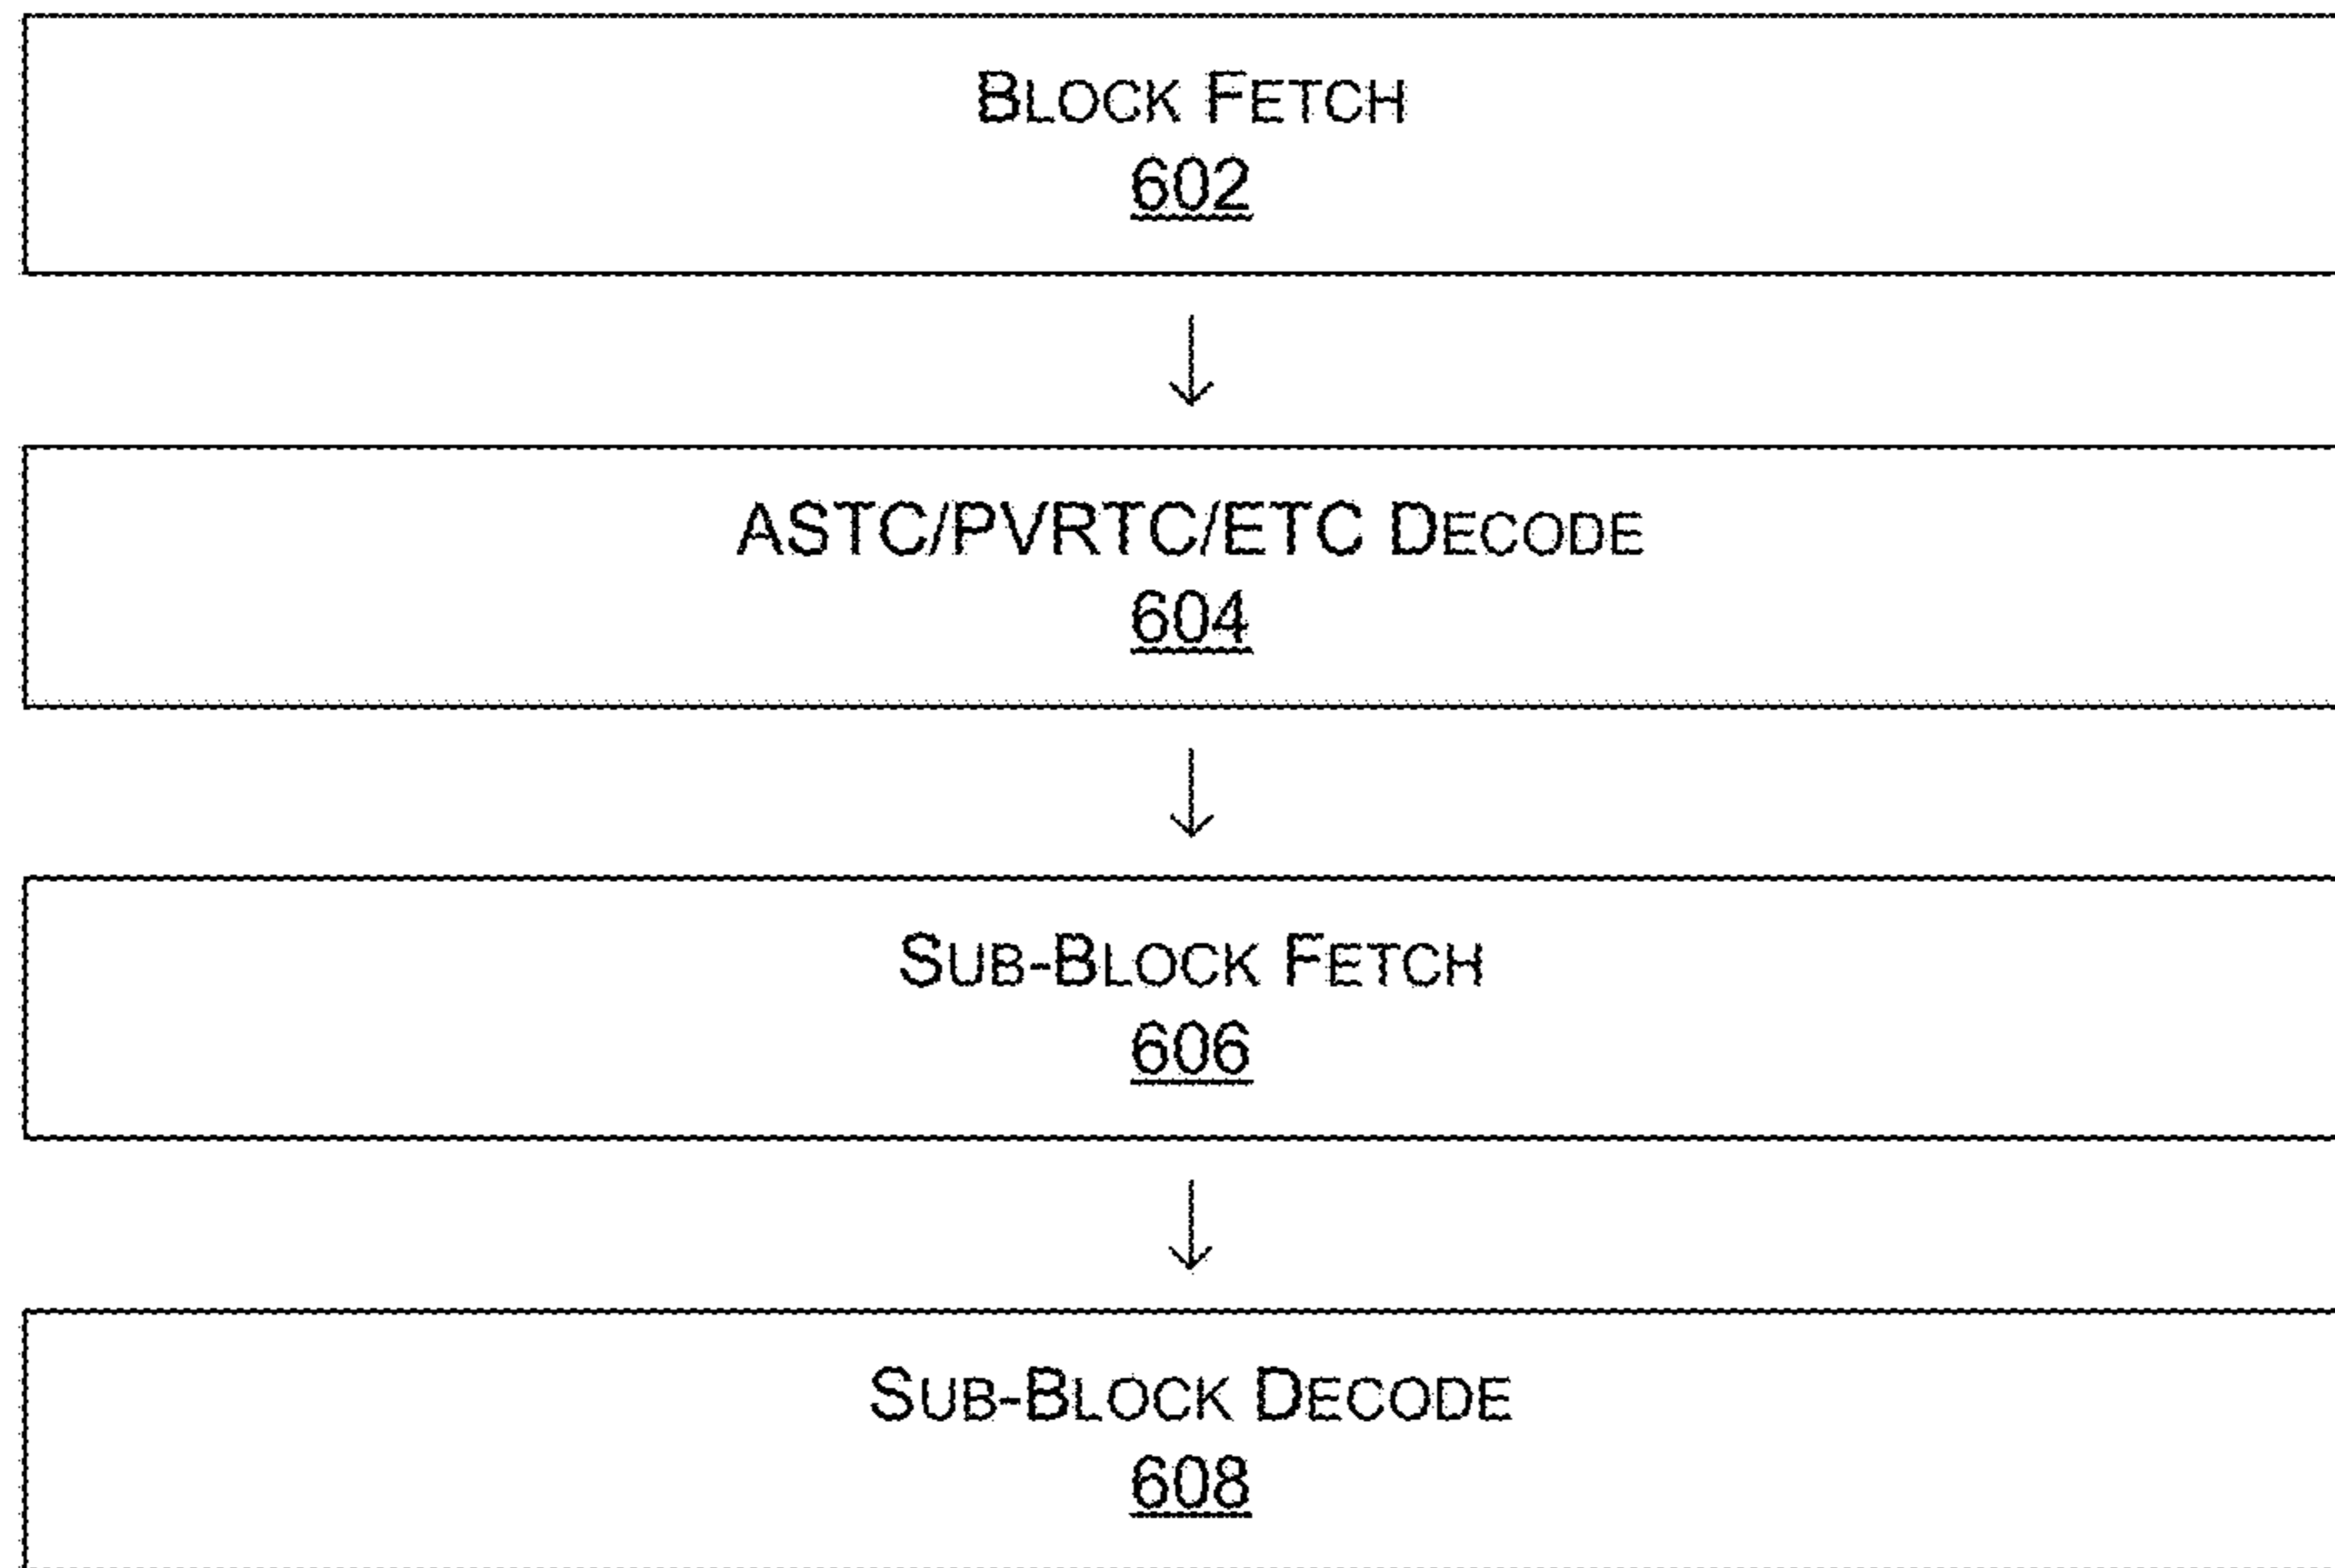 BLOCK FETCH
602
ASTC/PVRTC/ETC DECODE
604
SUB-BLOCK FETCH
606
SUB-BLOCK DECODE
608